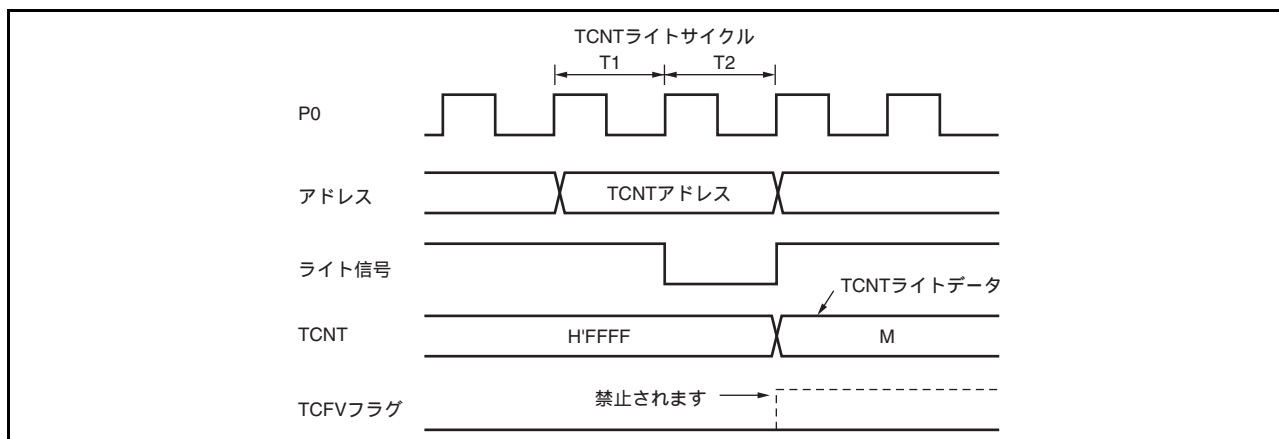 TCNTライトサイクル
T1
T2
P0
アドレス
TCNTアドレス
ライト信号
TCNTライトデータ
TCNT
H'FFFF
M
TCFVフラグ
禁止されます